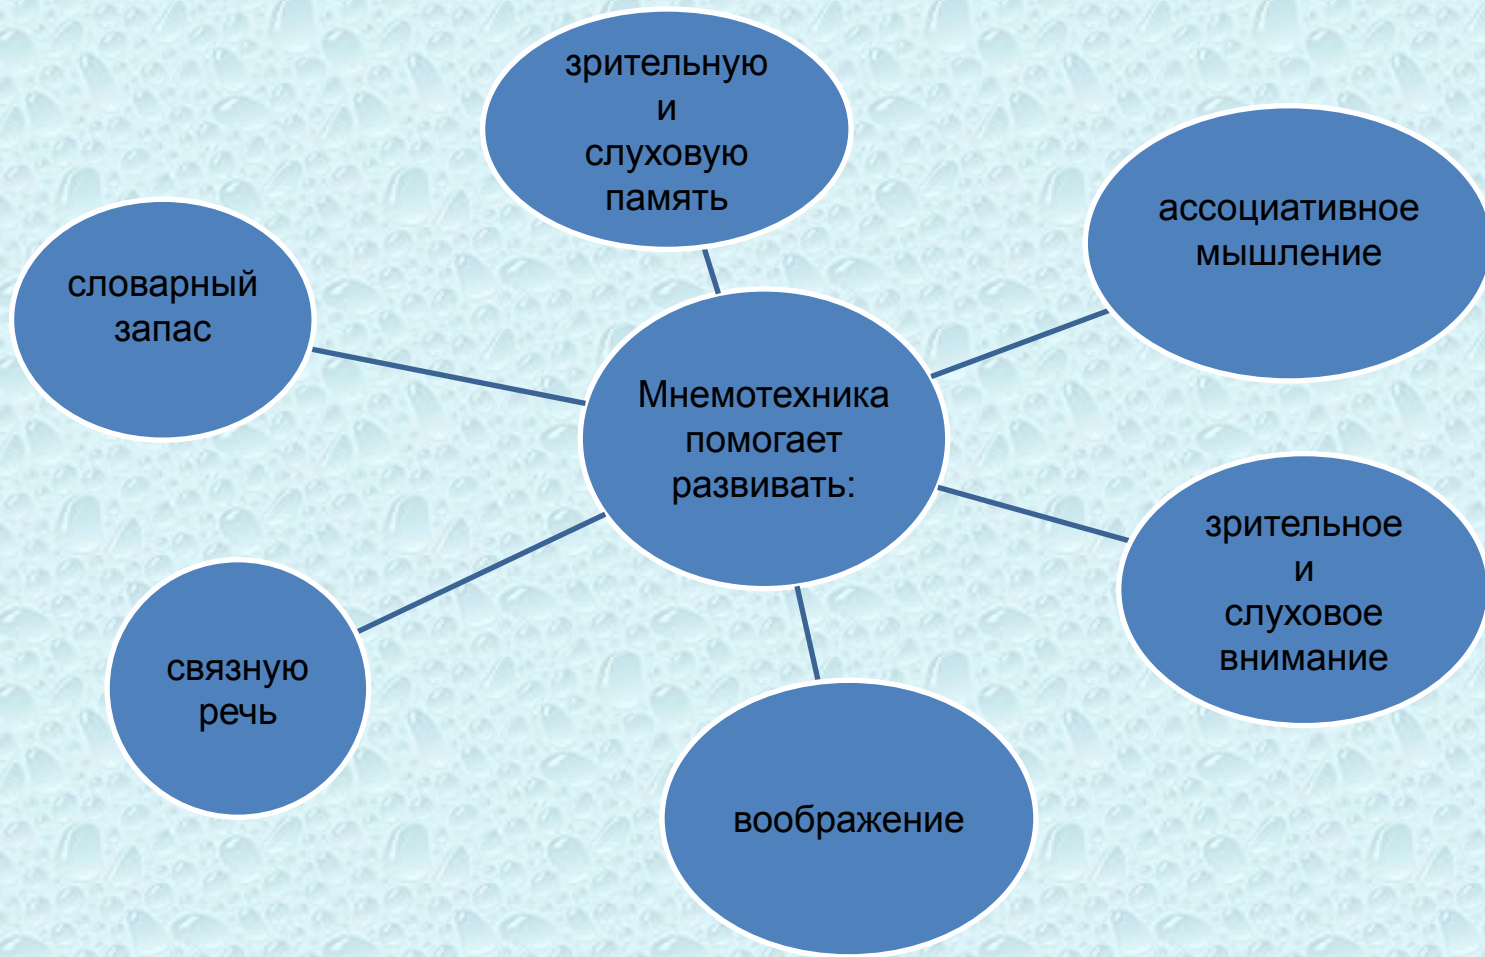 зрительную
и
слуховую
память
ассоциативное
мышление
словарный
запас
Мнемотехника
помогает
развивать:
зрительное
и
слуховое
внимание
связную
речь
воображение